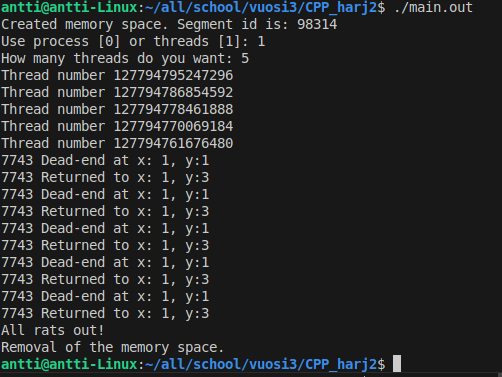 antti@antti-Linux:~/all/school/vuosi3/CPP_harj2$ ./main.out
Created memory space. Segment id is: 98314
Use process [0] or threads [1]: 1
How many threads do you want: 5
Thread number 127794795247296
Thread number 127794786854592
Thread number 127794778461888
Thread number 127794770069184
Thread number 127794761676480
7743 Dead-end at x: 1, y:1
7743 Returned to x: 1, y:3
7743 Dead-end at x: 1, y:1
7743 Returned to x: 1, y:3
7743 Dead-end at x: 1, y:1
7743 Returned to x: 1, y:3
7743 Dead-end at x: 1, y:1
7743 Returned to x: 1, y:3
7743 Dead-end at x: 1, y:1
7743 Returned to x: 1, y:3
All rats out!
Removal of the memory space.
antti@antti-Linux:~/all/school/vuosi3/CPP_harj2$